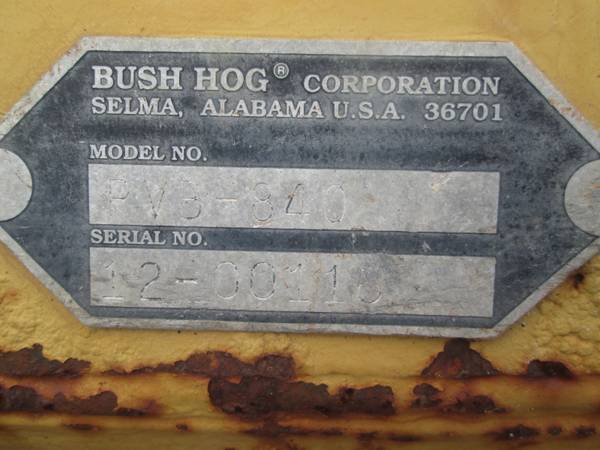 BUSH HOG® CORPORATION
SELMA, ALABAMA U.S.A. 36701
MODEL NO.
SERIAL NO.